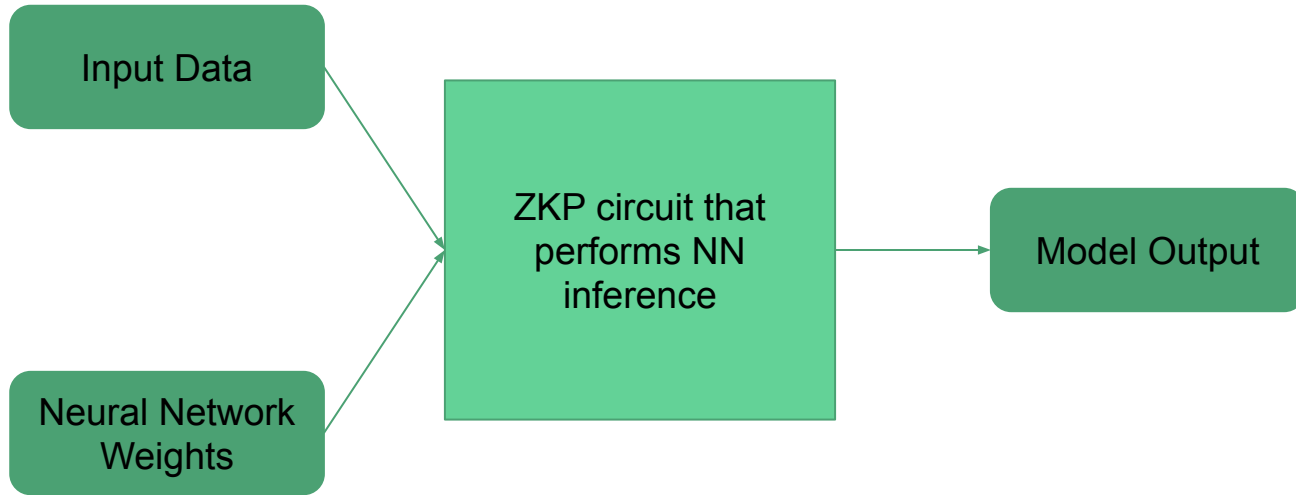 Input Data
ZKP circuit that
performs NN
inference
Model Output
Neural Network
Weights